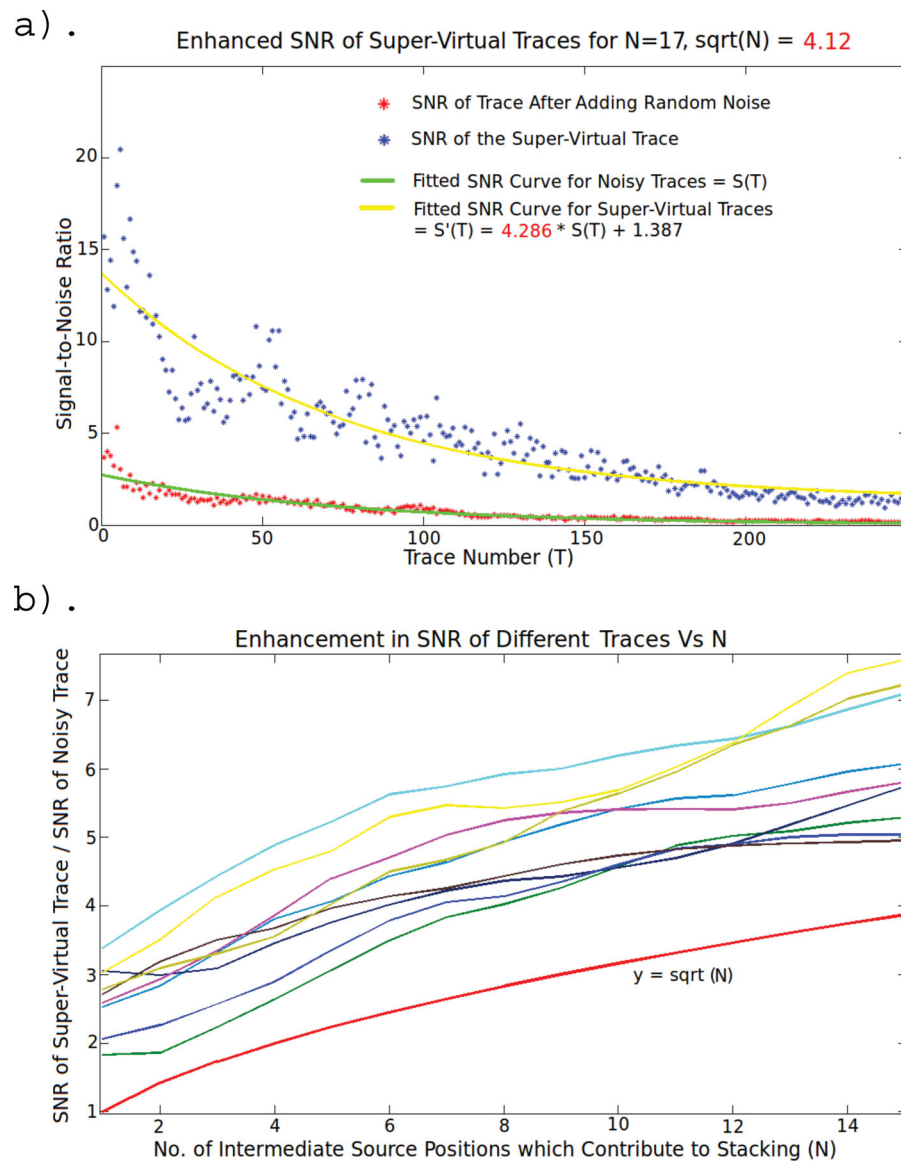 a).
Enhanced SNR of Super-Virtual Traces for N=17, sqrt(N) = 4.12
SNR of Trace After Adding Random Noise
SNR of the Super-Virtual Trace
Fitted SNR Curve for Noisy Traces = S(T)
Fitted SNR Curve for Super-Virtual Traces
= S'(T) = 4.286 * S(T) + 1.387
Signal-to-Noise Ratio
20
15
10
5
0
0 50 100 150 200
Trace Number (T)
b).
Enhancement in SNR of Different Traces Vs N
SNR of Super-Virtual Trace / SNR of Noisy Trace
7
6
5
4
3
2
1
y = sqrt (N)
2 4 6 8 10 12 14
No. of Intermediate Source Positions which Contribute to Stacking (N)